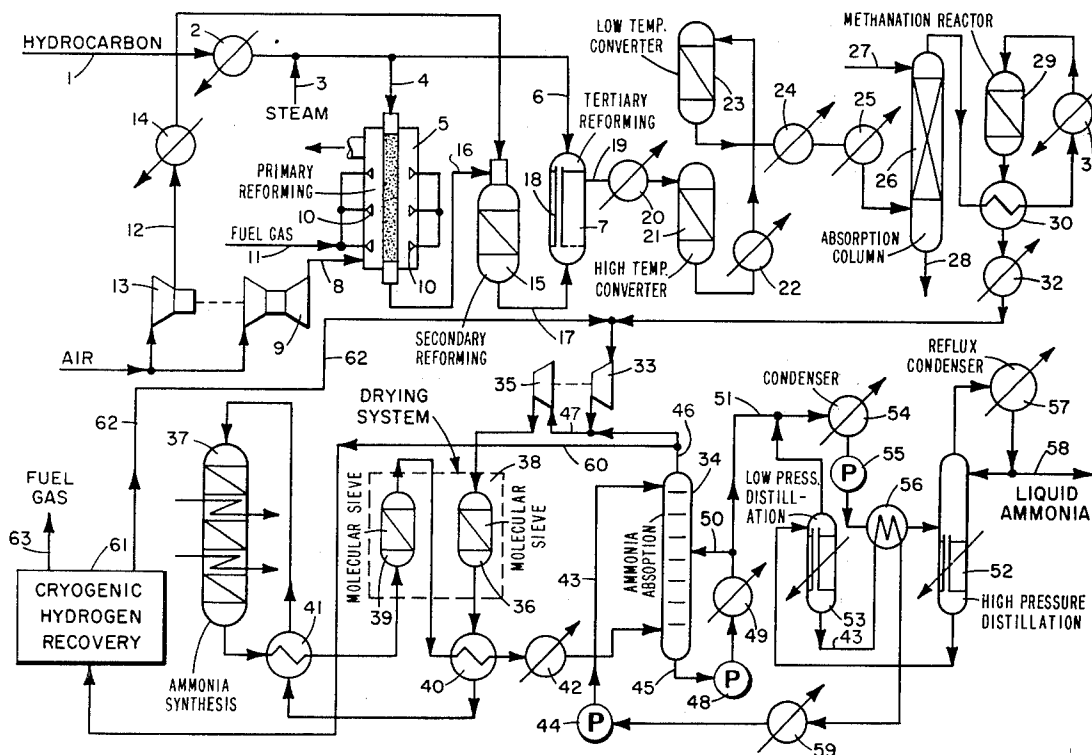 HYDROCARBON
1
2
3
STEAM
4
5
6
TERTIARY
REFORMING
7
PRIMARY
REFORMING
10
10
FUEL GAS
11
8
9
12
13
14
AIR
16
15
SECONDARY
REFORMING
17
18
19
20
21
HIGH TEMP.
CONVERTER
22
LOW TEMP.
CONVERTER
23
24
25
METHANATION REACTOR
27
26
ABSORPTION
COLUMN
28
29
30
32
62
35
33
DRYING
SYSTEM
47
46
60
62
37
FUEL
GAS
63
61
CRYOGENIC
HYDROGEN
RECOVERY
AMMONIA
SYNTHESIS
41
MOLECULAR SIEVE
39
38
MOLECULAR
SIEVE
36
40
42
43
34
AMMONIA
ABSOPTION
45
P
44
P
48
49
50
51
CONDENSER
54
P
55
56
LOW PRESS.
DISTILL-
ATION
53
43
REFLUX
CONDENSER
57
58
LIQUID
AMMONIA
52
HIGH PRESSURE
DISTILLATION
59